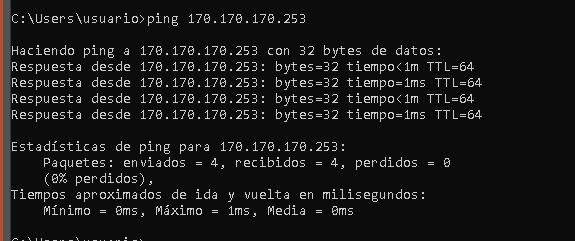 C:\Users\usuario>ping 170.170.170.253
Haciendo ping a 170.170.170.253 con 32 bytes de datos:
Respuesta desde 170.170.170.253: bytes=32 tiempo<1m TTL=64
Respuesta desde 170.170.170.253: bytes=32 tiempo=1ms TTL=64
Respuesta desde 170.170.170.253: bytes=32 tiempo<1m TTL=64
Respuesta desde 170.170.170.253: bytes=32 tiempo=1ms TTL=64
Estadísticas de ping para 170.170.170.253:
Paquetes: enviados = 4, recibidos = 4, perdidos = 0
(0% perdidos),
Tiempos aproximados de ida y vuelta en milisegundos:
Mínimo = 0ms, Máximo = 1ms, Media = 0ms
C:\Users\usuario>